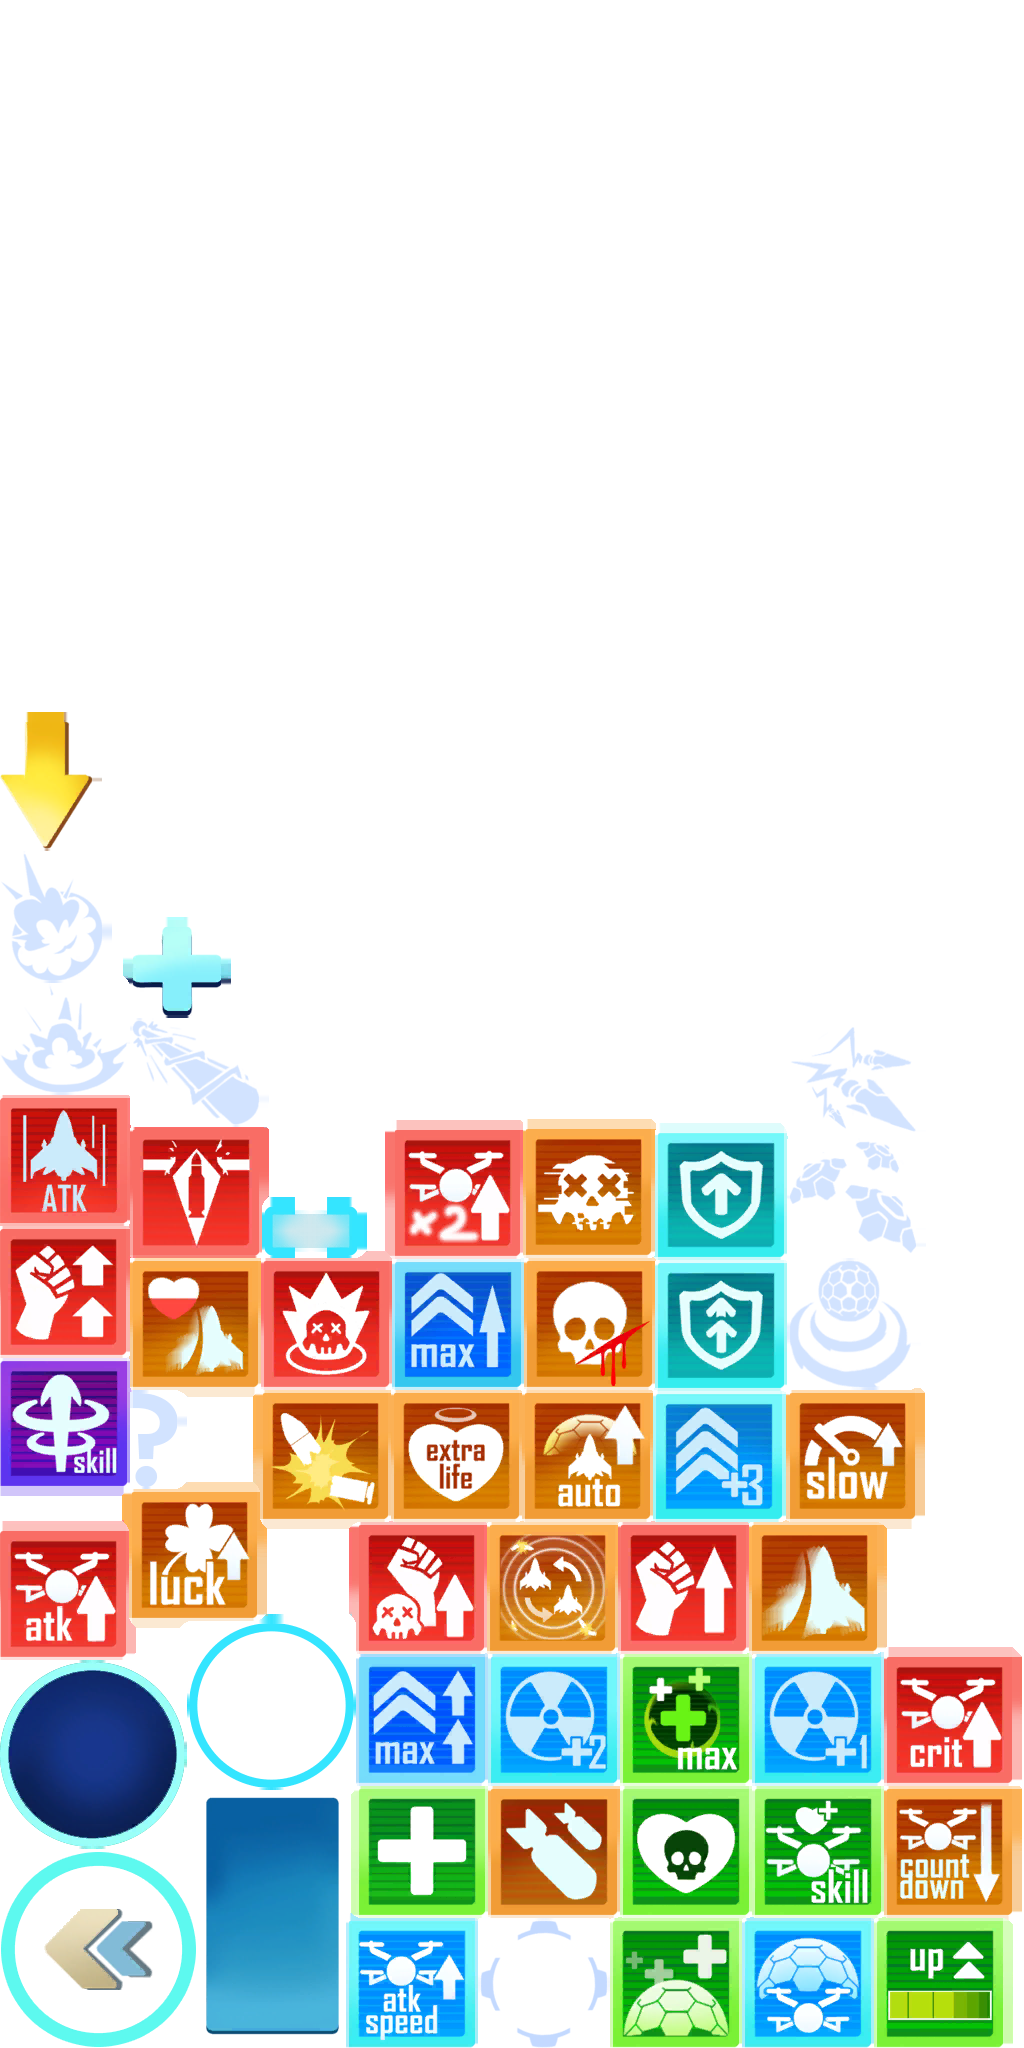 ATK
×2
max
skill
extra
life
auto
+3
slow
?
luck
atk
max
+2
max
+1
crit
skill
count
down
atk
speed
up